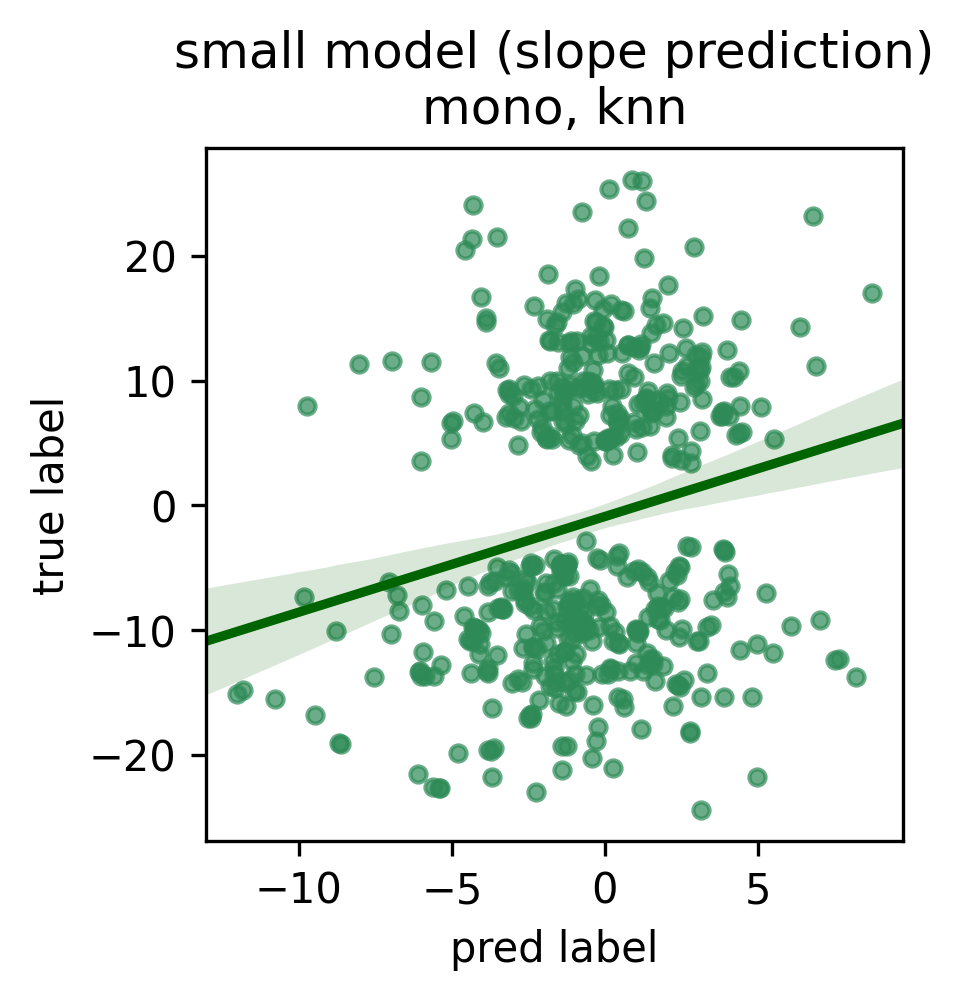 small model (slope prediction)
mono, knn
true label
20
10
0
−10
−20
−10
−5
0
5
pred label